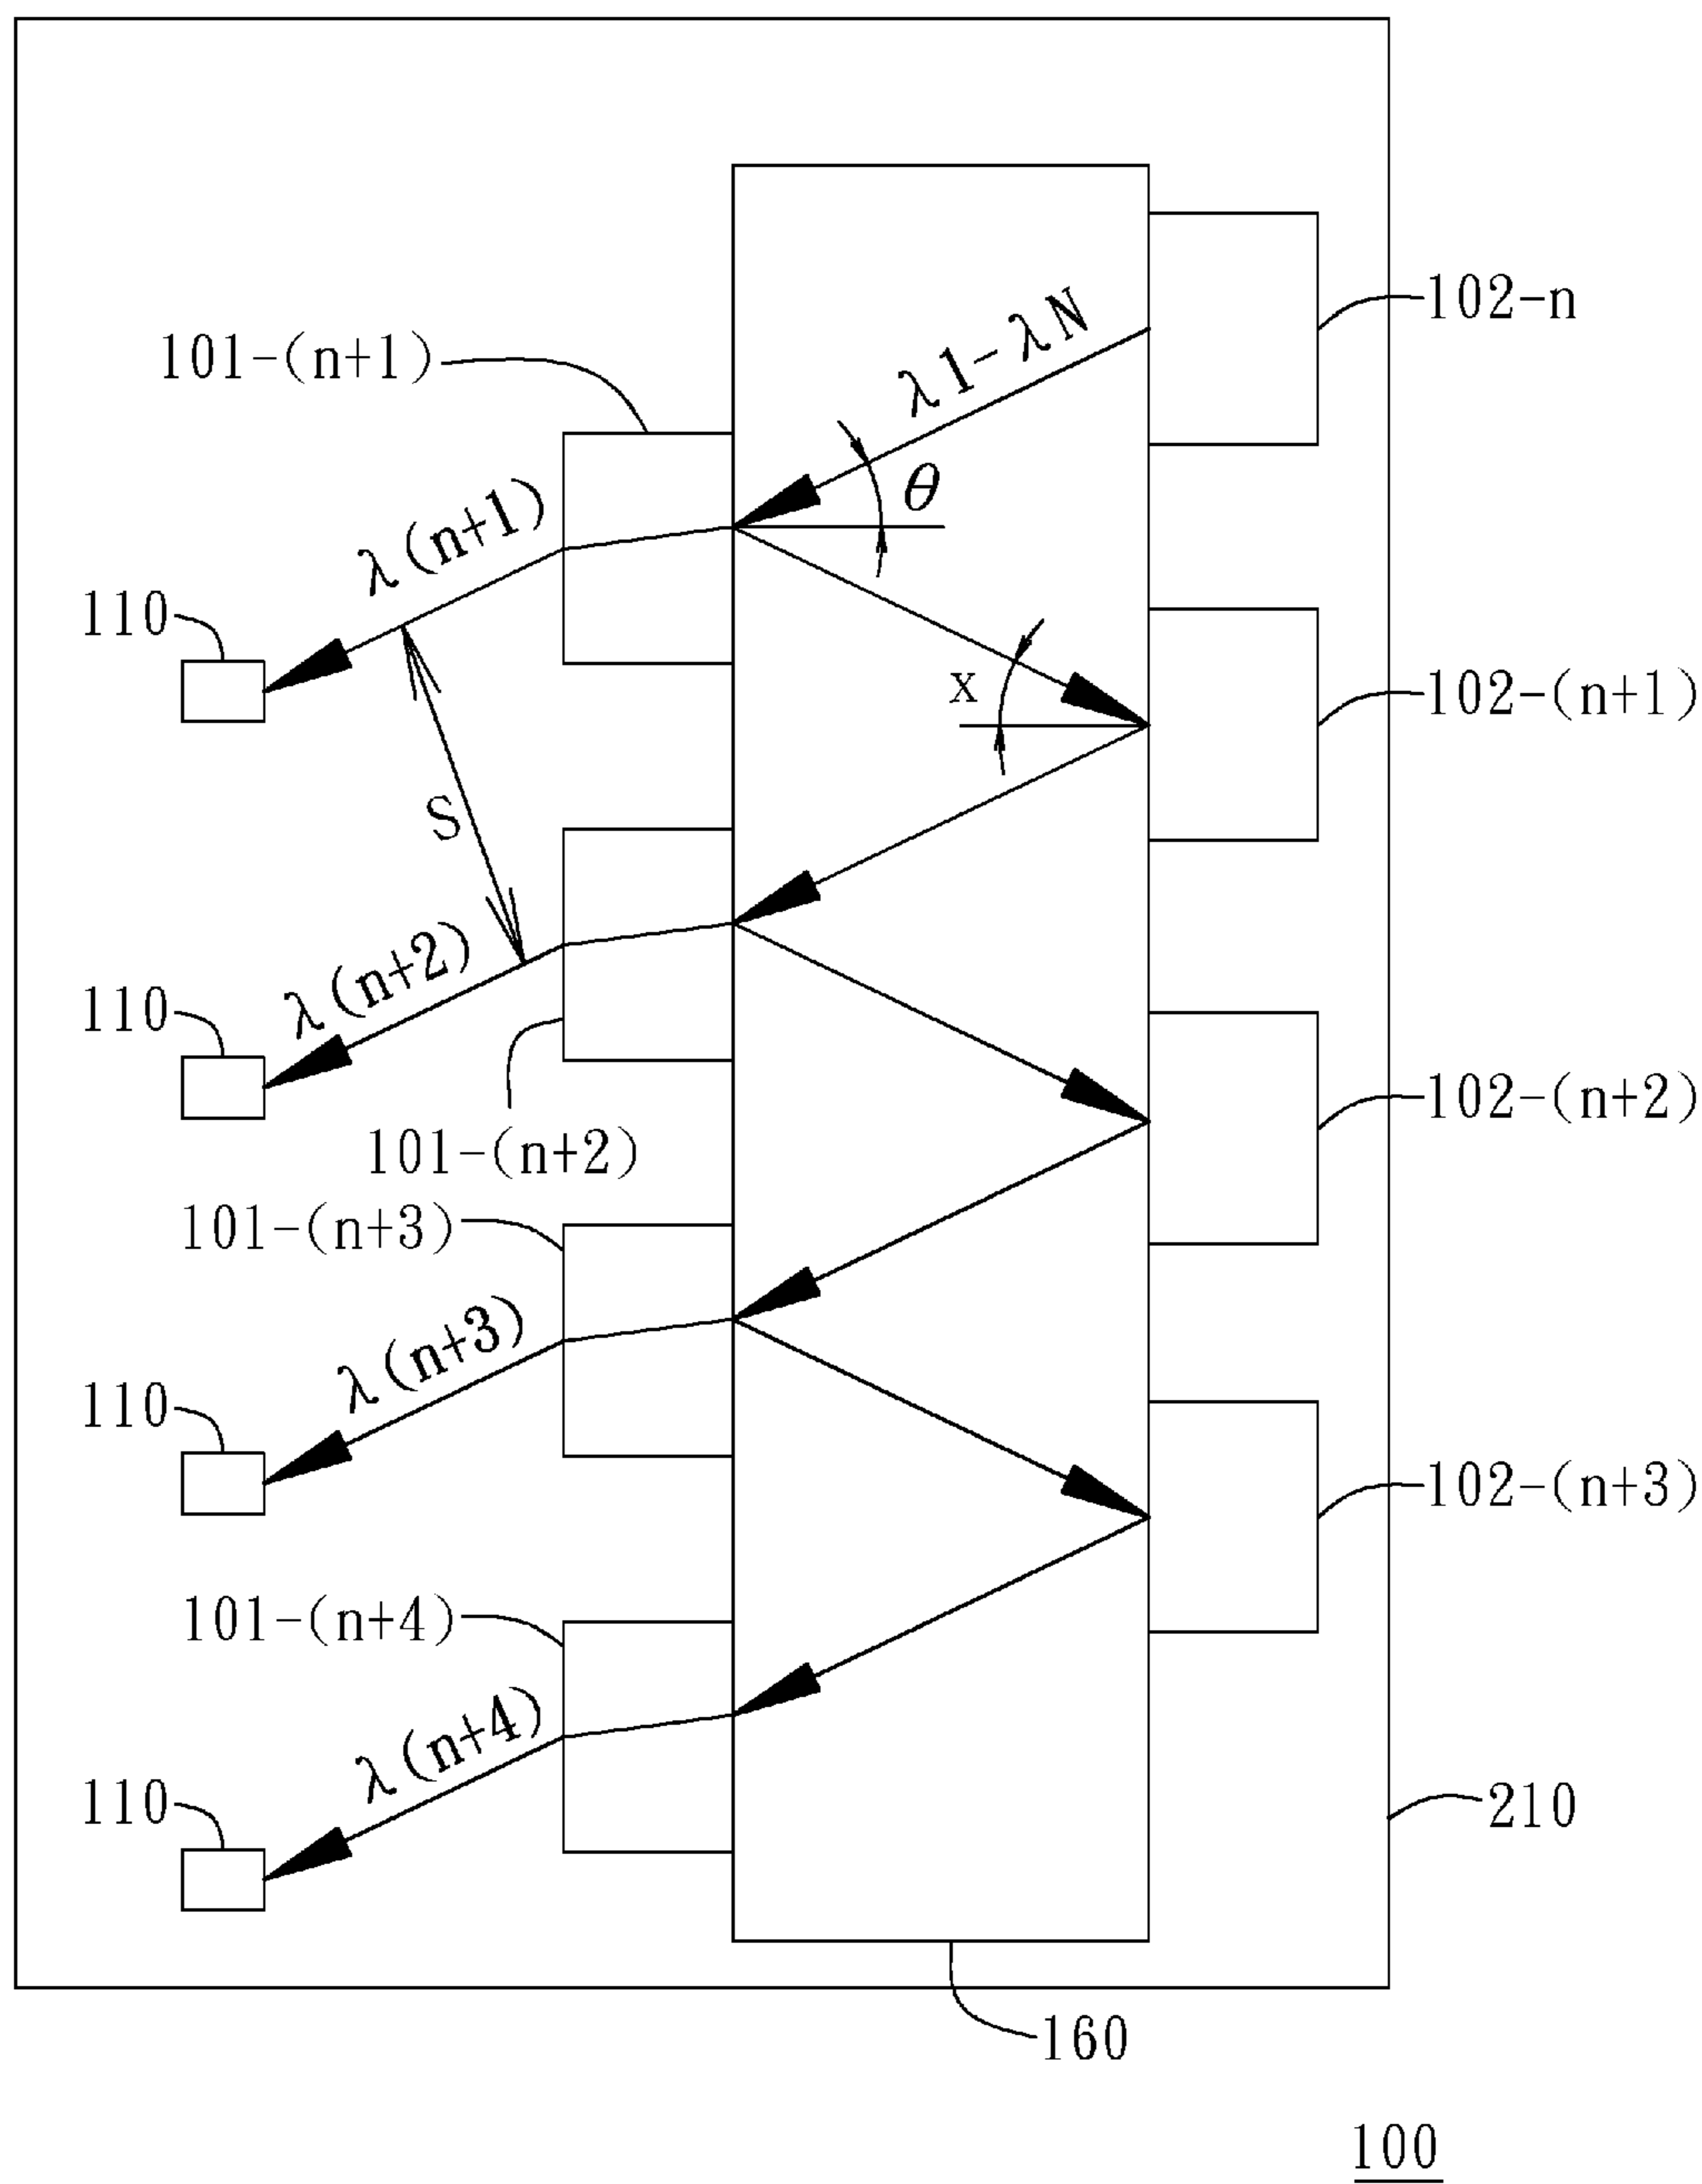 102-n
λ1-λN
101-(n+1)
θ
λ(n+1)
110
x
102-(n+1)
S
λ(n+2)
110
102-(n+2)
101-(n+2)
101-(n+3)
λ(n+3)
110
102-(n+3)
101-(n+4)
λ(n+4)
110
210
160
100